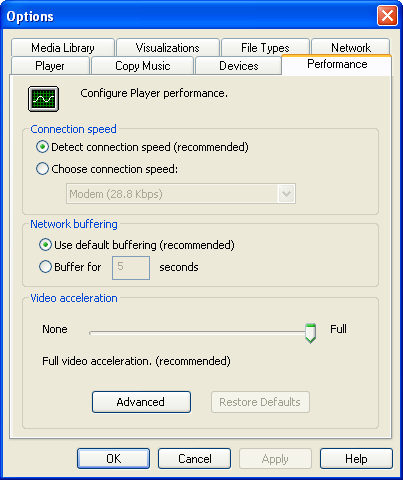 Options
Media Library Visualizations File Types Network
Player Copy Music Devices Performance
Configure Player performance.
Connection speed
Detect connection speed (recommended)
Choose connection speed:
Modem (28.8 Kbps)
Network buffering
Use default buffering (recommended)
Buffer for 5 seconds
Video acceleration
None Full
Full video acceleration. (recommended)
Advanced Restore Defaults
OK Cancel Apply Help